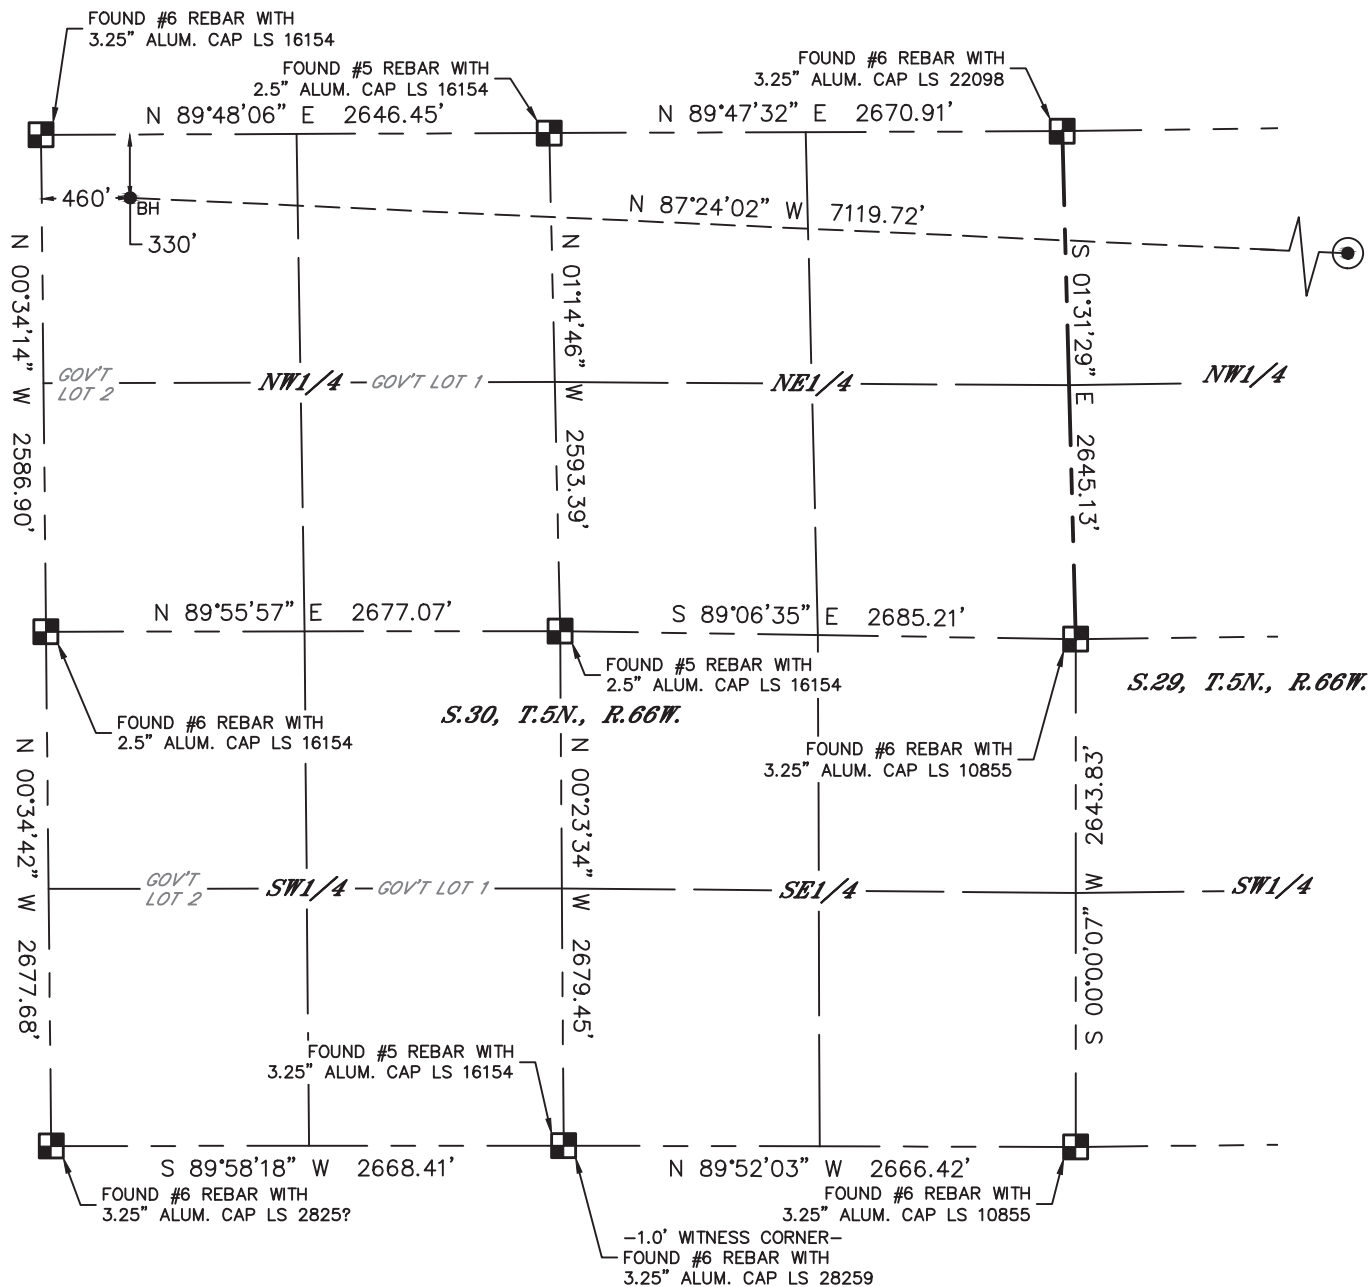 FOUND #6 REBAR WITH
3.25" ALUM. CAP LS 16154
FOUND #5 REBAR WITH
2.5" ALUM. CAP LS 16154
FOUND #6 REBAR WITH
3.25" ALUM. CAP LS 22098
N 89°48'06" E 2646.45'
N 89°47'32" E 2670.91'
460'
BH
330'
N 87°24'02" W 7119.72'
N 00°34'14" W 2586.90'
N 01°14'46" W 2593.39'
S 01°31'29" E 2645.13'
GOV'T
LOT 2
NW1/4
GOV'T LOT 1
NE1/4
NW1/4
N 89°55'57" E 2677.07'
S 89°06'35" E 2685.21'
FOUND #5 REBAR WITH
2.5" ALUM. CAP LS 16154
S.29, T.5N., R.66W.
S.30, T.5N., R.66W.
FOUND #6 REBAR WITH
2.5" ALUM. CAP LS 16154
FOUND #6 REBAR WITH
3.25" ALUM. CAP LS 10855
N 00°34'42" W 2677.68'
N 00°23'34" W 2679.45'
S 00°00'07" W 2643.83'
GOV'T
LOT 2
SW1/4
GOV'T LOT 1
SE1/4
SW1/4
FOUND #5 REBAR WITH
3.25" ALUM. CAP LS 16154
S 89°58'18" W 2668.41'
N 89°52'03" W 2666.42'
FOUND #6 REBAR WITH
3.25" ALUM. CAP LS 2825?
FOUND #6 REBAR WITH
3.25" ALUM. CAP LS 10855
-1.0' WITNESS CORNER-
FOUND #6 REBAR WITH
3.25" ALUM. CAP LS 28259